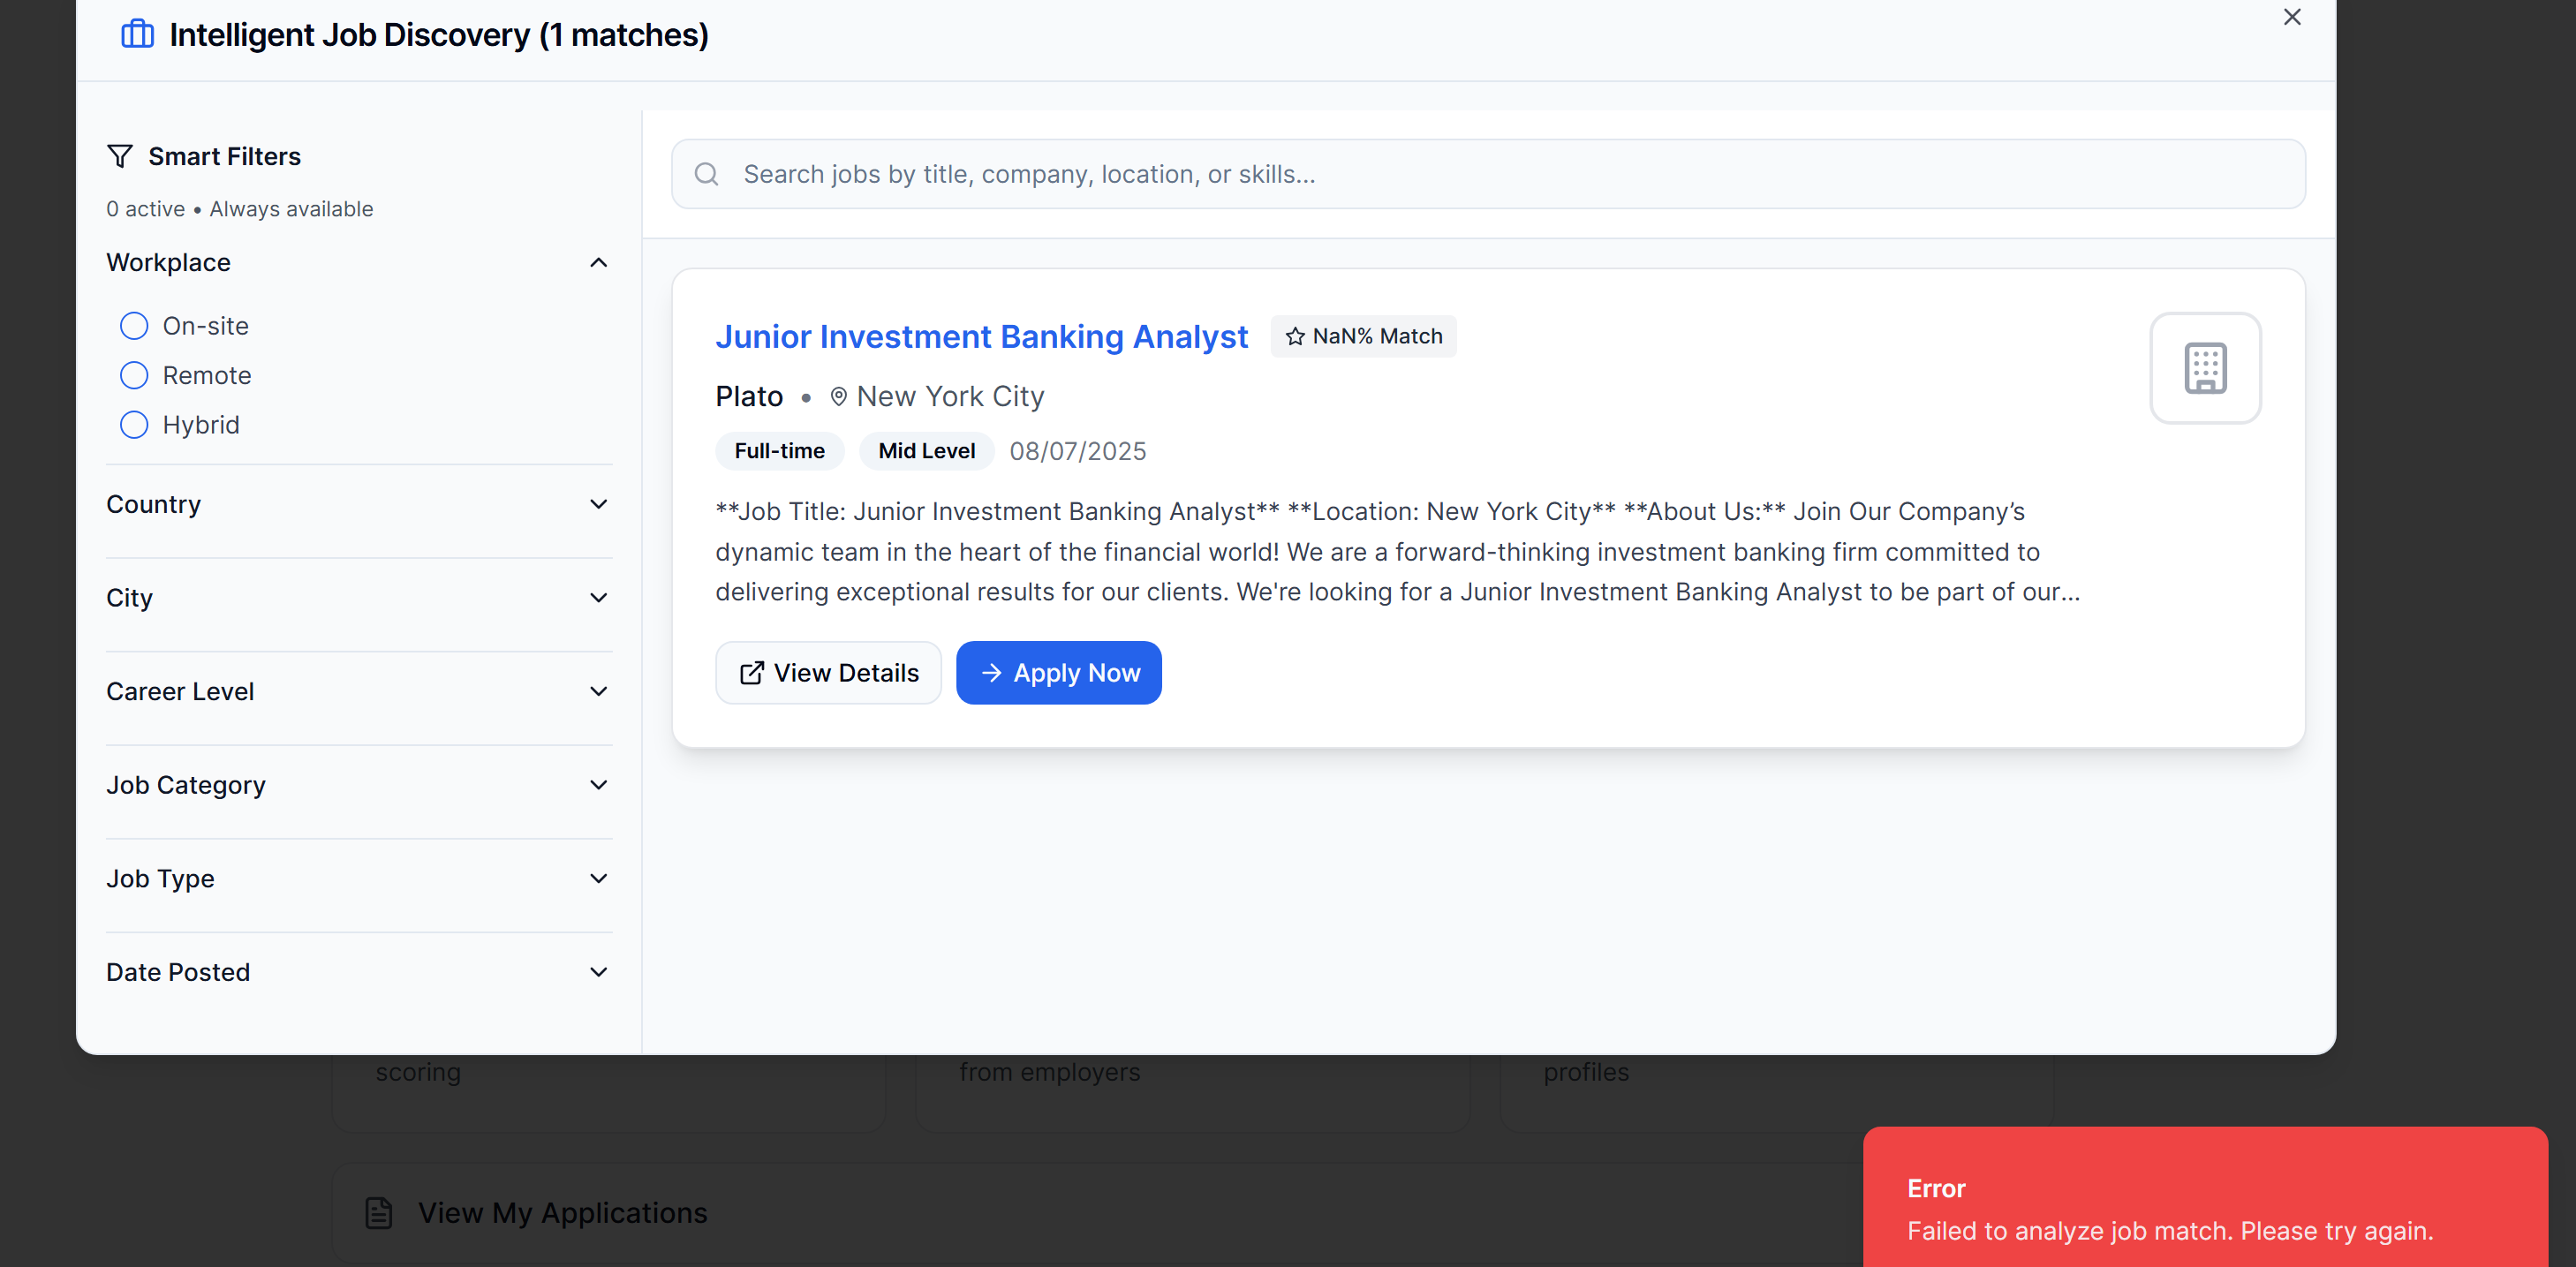 Intelligent Job Discovery (1 matches)
Smart Filters
0 active • Always available
Workplace
On-site
Remote
Hybrid
Country
City
Career Level
Job Category
Job Type
Date Posted
Search jobs by title, company, location, or skills...
Junior Investment Banking Analyst
NaN% Match
Plato • New York City
Full-time Mid Level 08/07/2025
**Job Title: Junior Investment Banking Analyst** **Location: New York City** **About Us:** Join Our Company’s
dynamic team in the heart of the financial world! We are a forward-thinking investment banking firm committed to
delivering exceptional results for our clients. We're looking for a Junior Investment Banking Analyst to be part of our...
View Details
Apply Now
scoring
from employers
profiles
View My Applications
Error
Failed to analyze job match. Please try again.